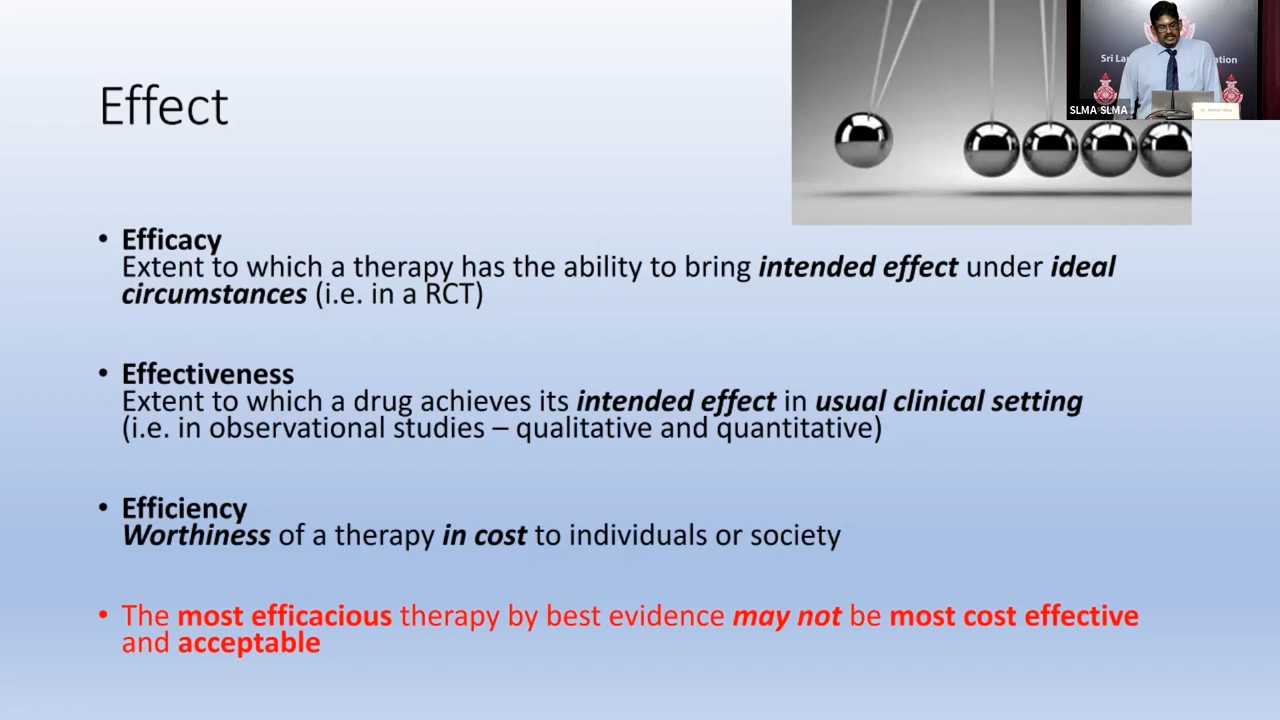 Effect
SLMA SLMA
• Efficacy
Extent to which a therapy has the ability to bring intended effect under ideal
circumstances (i.e. in a RCT)
• Effectiveness
Extent to which a drug achieves its intended effect in usual clinical setting
(i.e. in observational studies – qualitative and quantitative)
• Efficiency
Worthiness of a therapy in cost to individuals or society
• The most efficacious therapy by best evidence may not be most cost effective
and acceptable